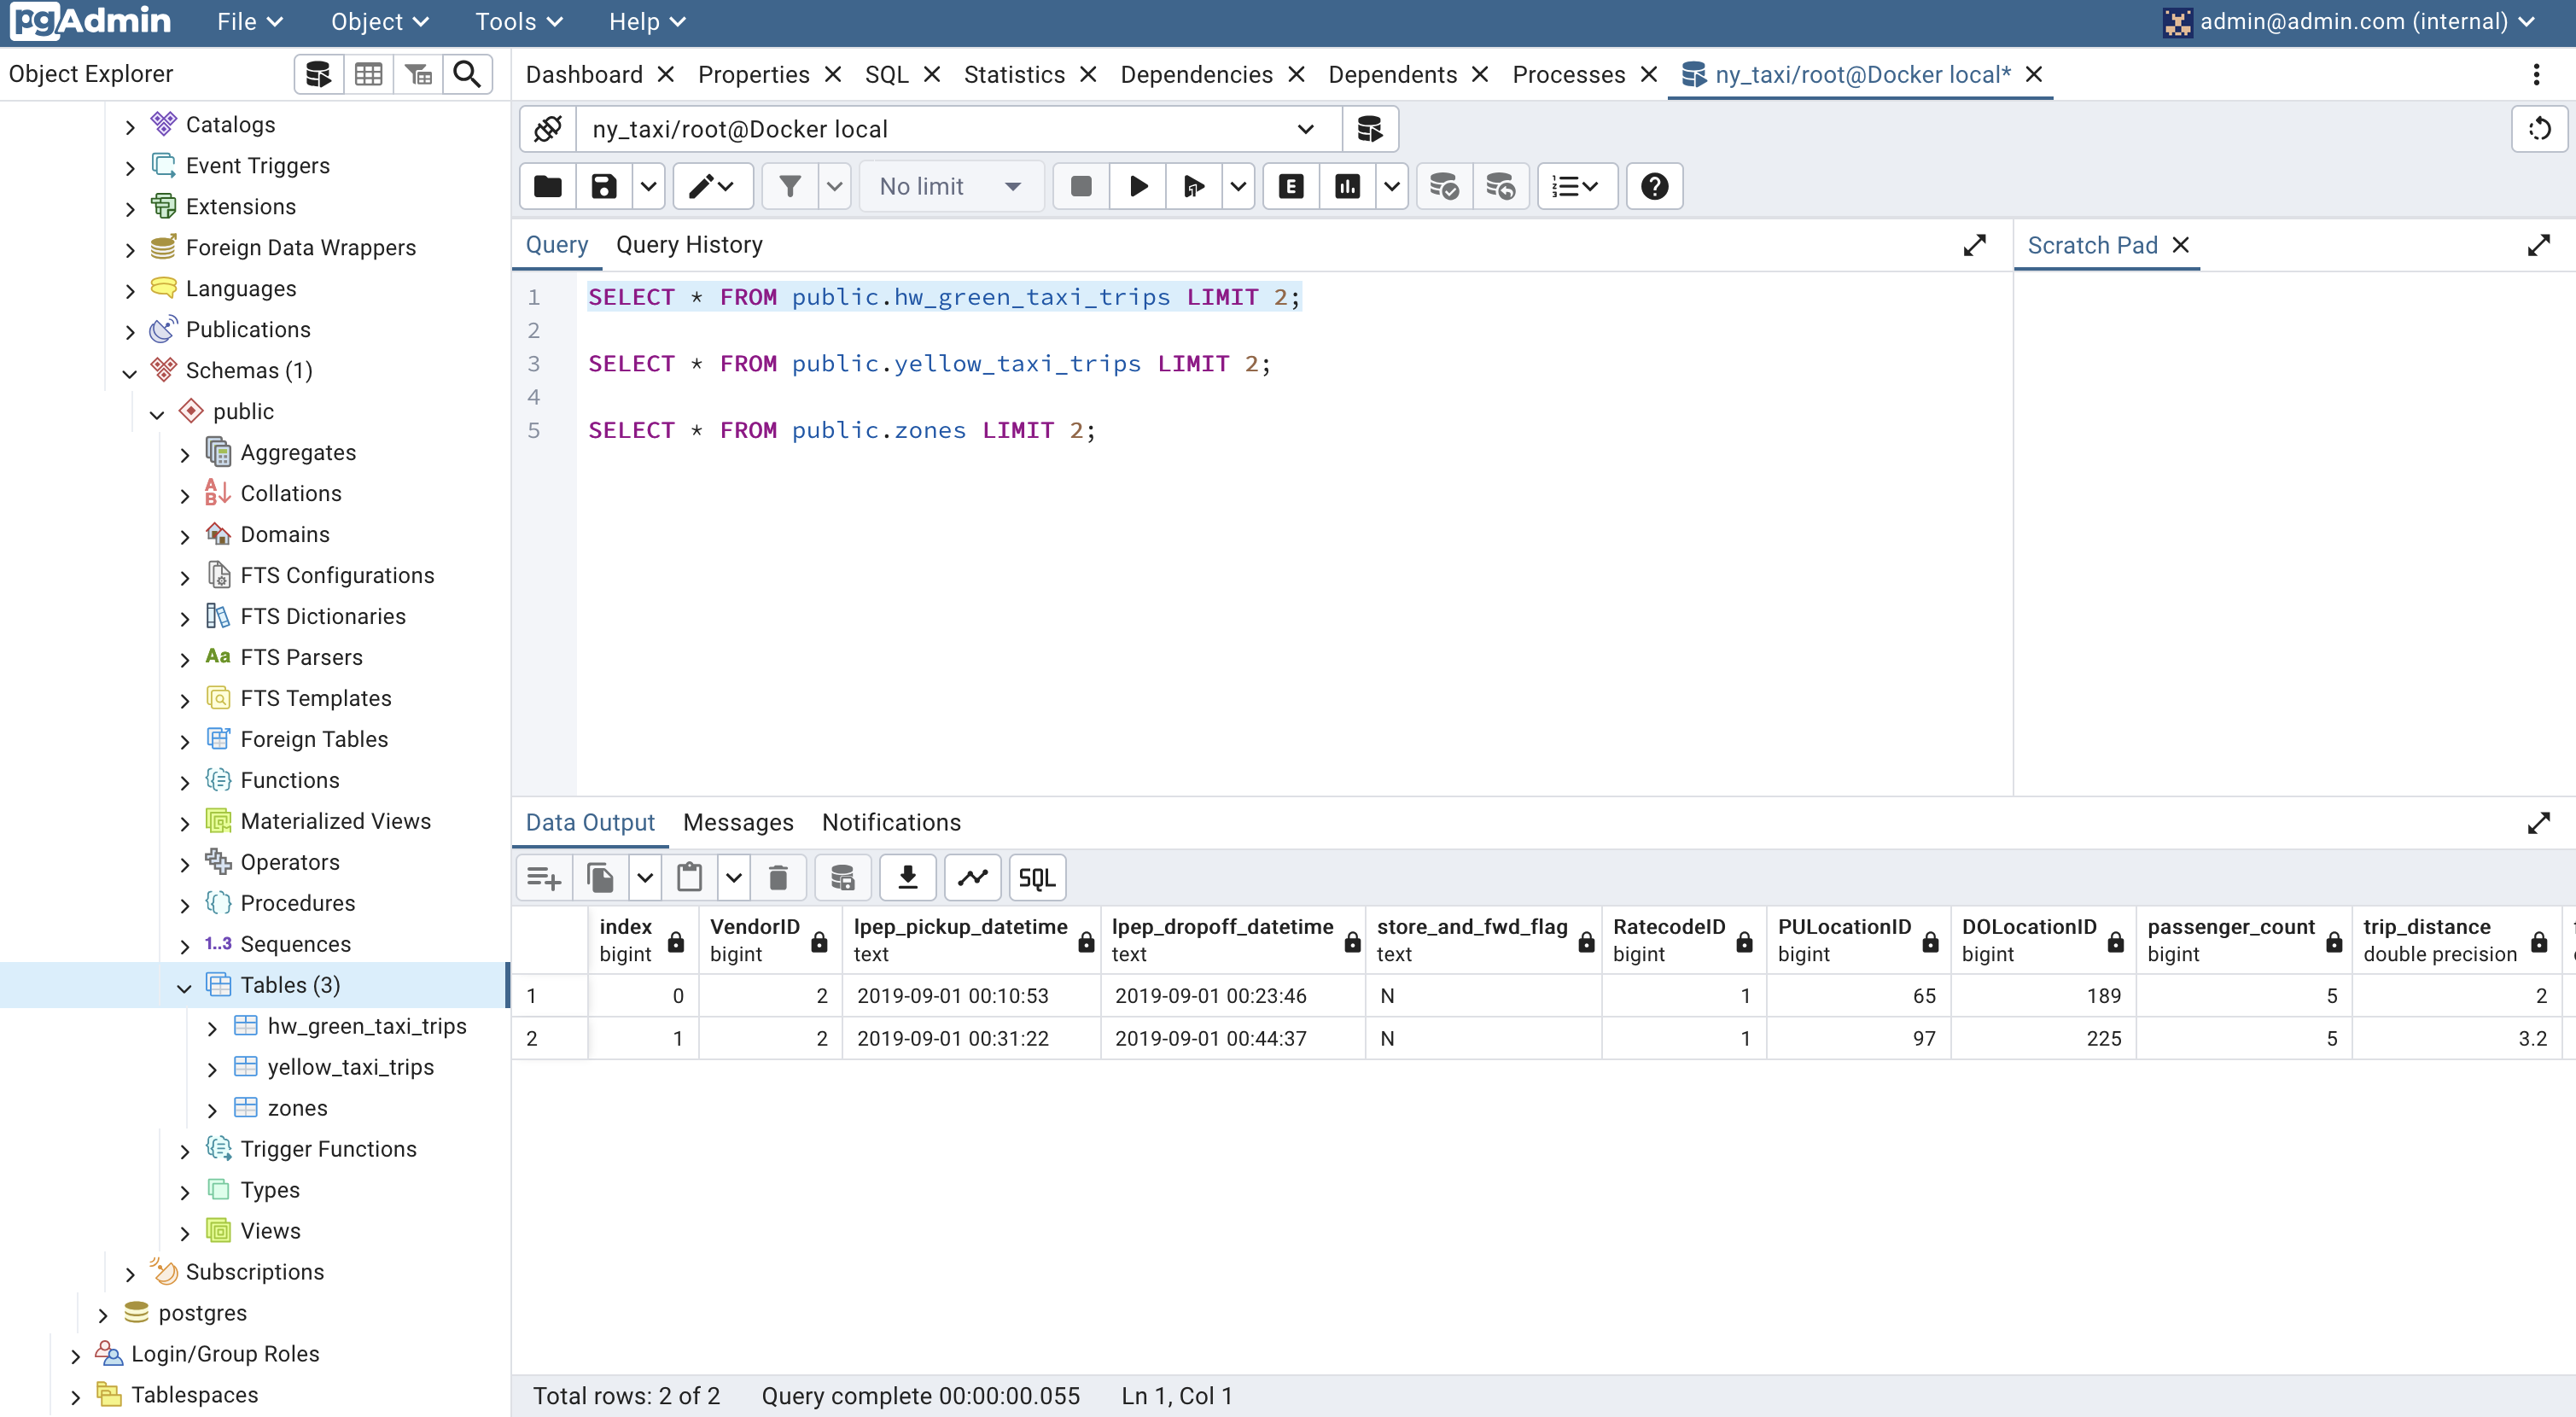 pgAdmin File Object Tools Help admin@admin.com (internal)
Object Explorer
Dashboard Properties SQL Statistics Dependencies Dependents Processes ny_taxi/root@Docker local*
Catalogs
Event Triggers
Extensions
Foreign Data Wrappers
Languages
Publications
Schemas (1)
public
Aggregates
Collations
Domains
FTS Configurations
FTS Dictionaries
Aa FTS Parsers
FTS Templates
Foreign Tables
Functions
Materialized Views
Operators
Procedures
1..3 Sequences
Tables (3)
hw_green_taxi_trips
yellow_taxi_trips
zones
Trigger Functions
Types
Views
Subscriptions
postgres
Login/Group Roles
Tablespaces
ny_taxi/root@Docker local
No limit E
Query Query History
Scratch Pad
1 SELECT * FROM public.hw_green_taxi_trips LIMIT 2;
2
3 SELECT * FROM public.yellow_taxi_trips LIMIT 2;
4
5 SELECT * FROM public.zones LIMIT 2;
Data Output Messages Notifications
SQL
index VendorID lpep_pickup_datetime lpep_dropoff_datetime store_and_fwd_flag RatecodeID PULocationID DOLocationID passenger_count trip_distance
bigint bigint text text text bigint bigint bigint bigint double precision
1 0 2 2019-09-01 00:10:53 2019-09-01 00:23:46 N 1 65 189 5 2
2 1 2 2019-09-01 00:31:22 2019-09-01 00:44:37 N 1 97 225 5 3.2
Total rows: 2 of 2 Query complete 00:00:00.055 Ln 1, Col 1